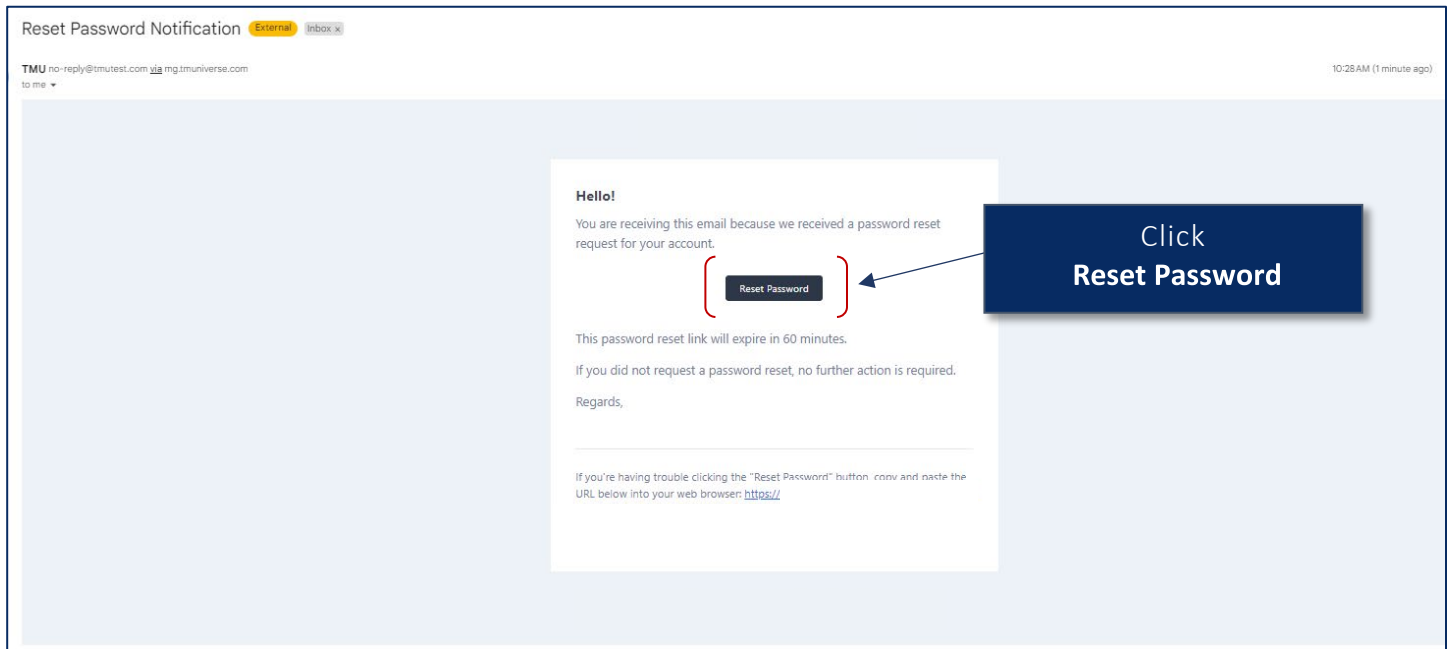 Reset Password Notification External Inbox x
TMU no-reply@tmutest.com via mg.tmuniverse.com 10:28 AM (1 minute ago)
to me
Hello!
You are receiving this email because we received a password reset
request for your account.
Reset Password
Click
Reset Password
This password reset link will expire in 60 minutes.
If you did not request a password reset, no further action is required.
Regards,
If you're having trouble clicking the "Reset Password" button, copy and paste the
URL below into your web browser: https://